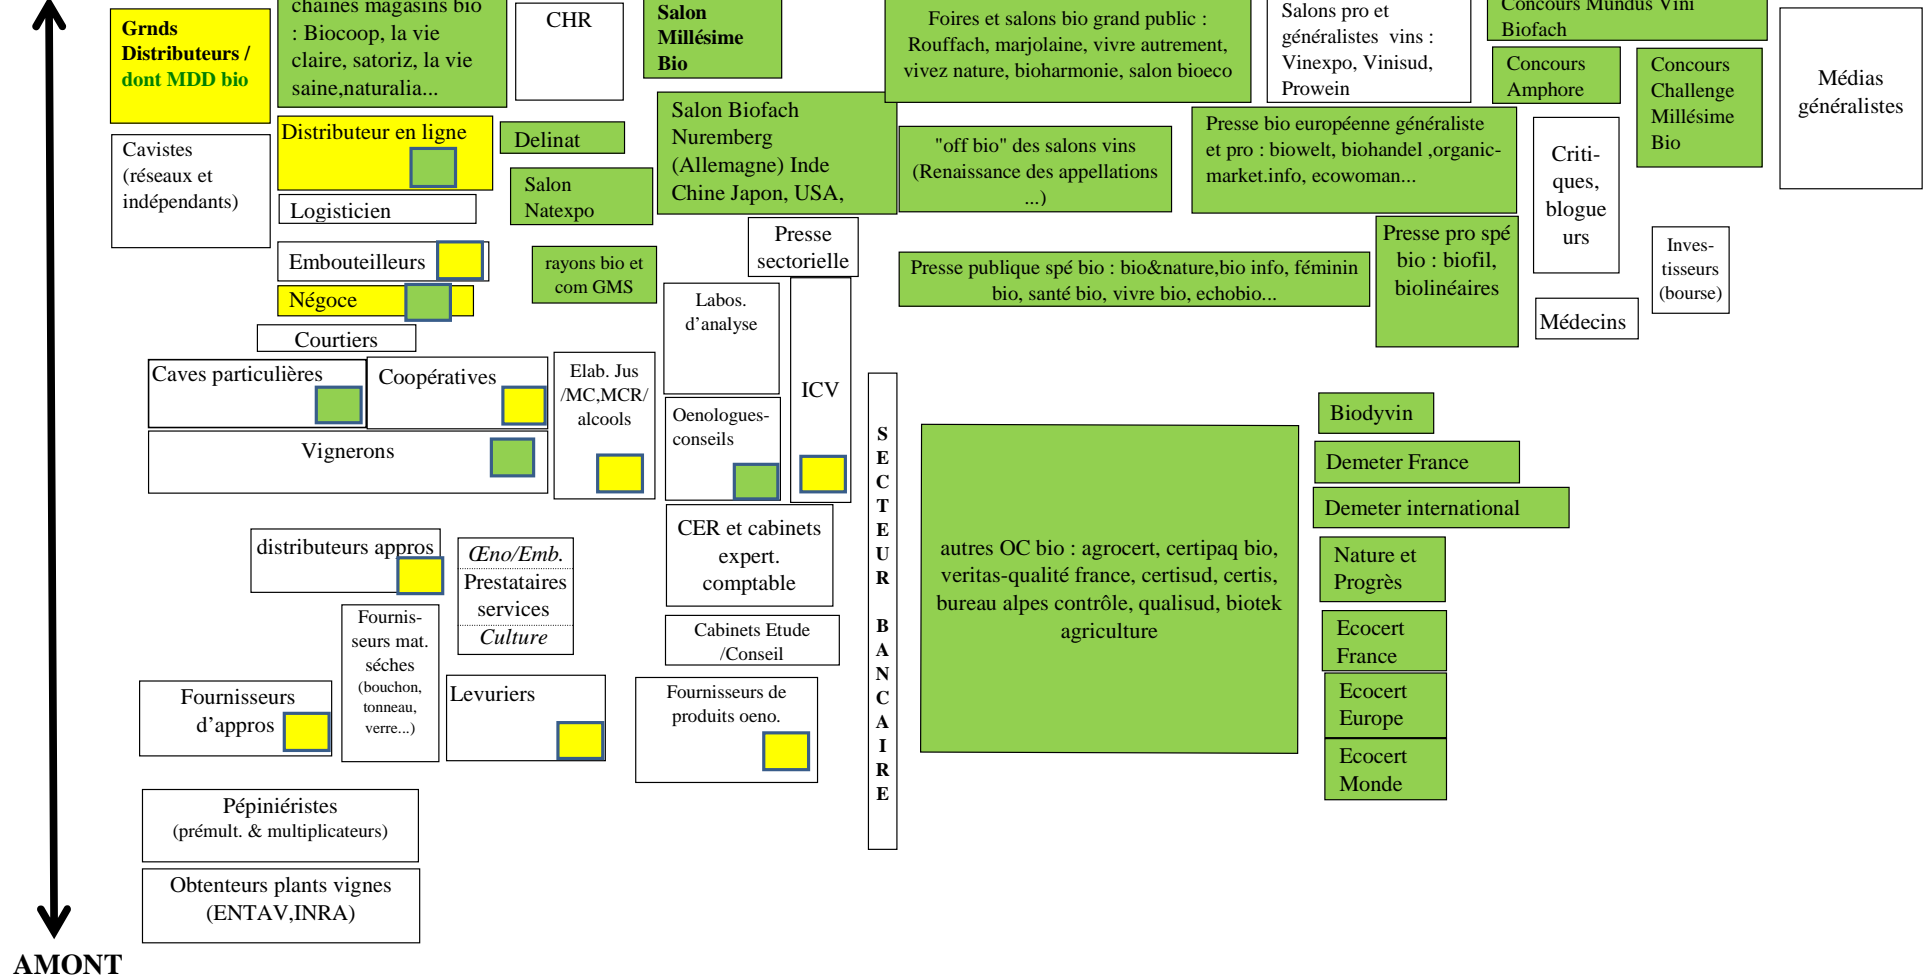 chaînes magasins bio
: Biocoop, la vie
claire, satoriz, la vie
saine,naturalia...
Grnds
Distributeurs /
dont MDD bio
CHR
Salon
Millésime
Bio
Foires et salons bio grand public :
Rouffach, marjolaine, vivre autrement,
vivez nature, bioharmonie, salon bioeco
Salons pro et
généralistes vins :
Vinexpo, Vinisud,
Prowein
Concours Mundus Vini
Biofach
Concours
Amphore
Concours
Challenge
Millésime
Bio
Médias
généralistes
Cavistes
(réseaux et
indépendants)
Distributeur en ligne
Delinat
Salon Biofach
Nuremberg
(Allemagne) Inde
Chine Japon, USA,
"off bio" des salons vins
(Renaissance des appellations
...)
Presse bio européenne généraliste
et pro : biowelt, biohandel ,organic-
market.info, ecowoman...
Criti-
ques,
blogue
urs
Logisticien
Salon
Natexpo
Presse
sectorielle
Embouteilleurs
rayons bio et
com GMS
Presse publique spé bio : bio&nature,bio info, féminin
bio, santé bio, vivre bio, echobio...
Presse pro spé
bio : biofil,
biolinéaires
Inves-
tisseurs
(bourse)
Négoce
Médecins
Courtiers
Labos.
d’analyse
ICV
Caves particulières
Coopératives
Elab. Jus
/MC,MCR/
alcools
Oenologues-
conseils
Vignerons
S
E
C
T
E
U
R
B
A
N
C
A
I
R
E
Biodyvin
Demeter France
Demeter international
autres OC bio : agrocert, certipaq bio,
veritas-qualité france, certisud, certis,
bureau alpes contrôle, qualisud, biotek
agriculture
Nature et
Progrès
Ecocert
France
Ecocert
Europe
Ecocert
Monde
distributeurs appros
Œno/Emb.
Prestataires
services
Culture
CER et cabinets
expert.
comptable
Cabinets Etude
/Conseil
Fournis-
seurs mat.
séches
(bouchon,
tonneau,
verre...)
Fournisseurs
d’appros
Levuriers
Fournisseurs de
produits oeno.
Pépiniéristes
(prémult. & multiplicateurs)
Obtenteurs plants vignes
(ENTAV,INRA)
AMONT